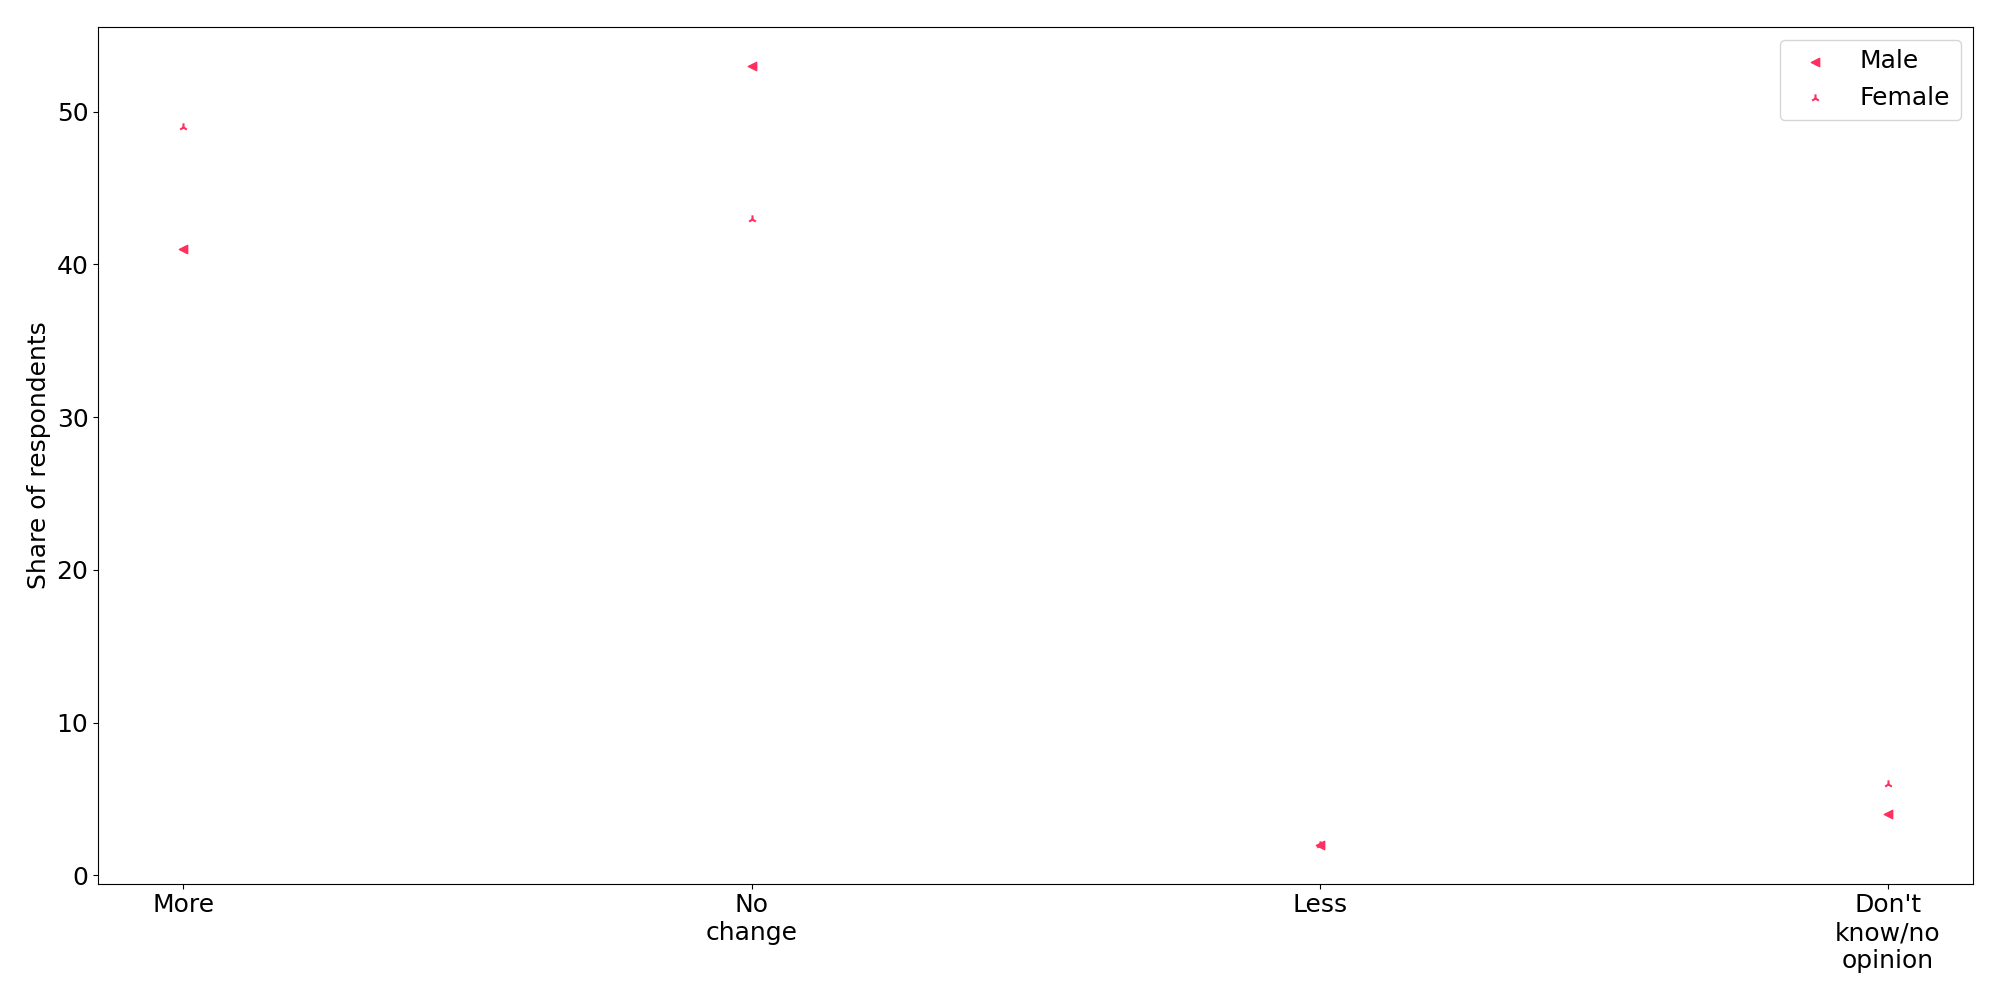 Male
Female
Share of respondents
50
40
30
20
10
0
More
No
change
Less
Don't
know/no
opinion